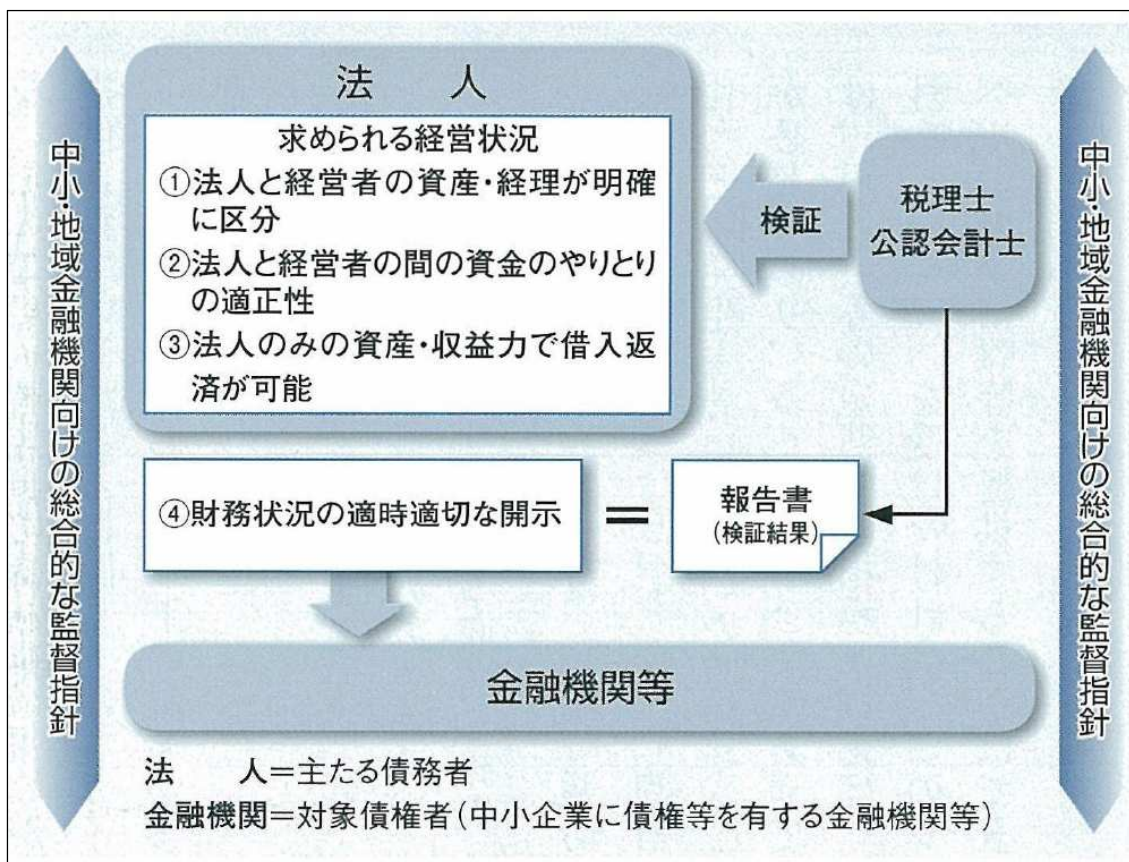 中小・地域金融機関向けの総合的な監督指針
法　人
求められる経営状況
①法人と経営者の資産・経理が明確
に区分
②法人と経営者の間の資金のやりとり
の適正性
③法人のみの資産・収益力で借入返
済が可能
検証
税理士
公認会計士
④財務状況の適時適切な開示
＝
報告書
(検証結果)
金融機関等
法　人＝主たる債務者
金融機関＝対象債権者(中小企業に債権等を有する金融機関等)
中小・地域金融機関向けの総合的な監督指針